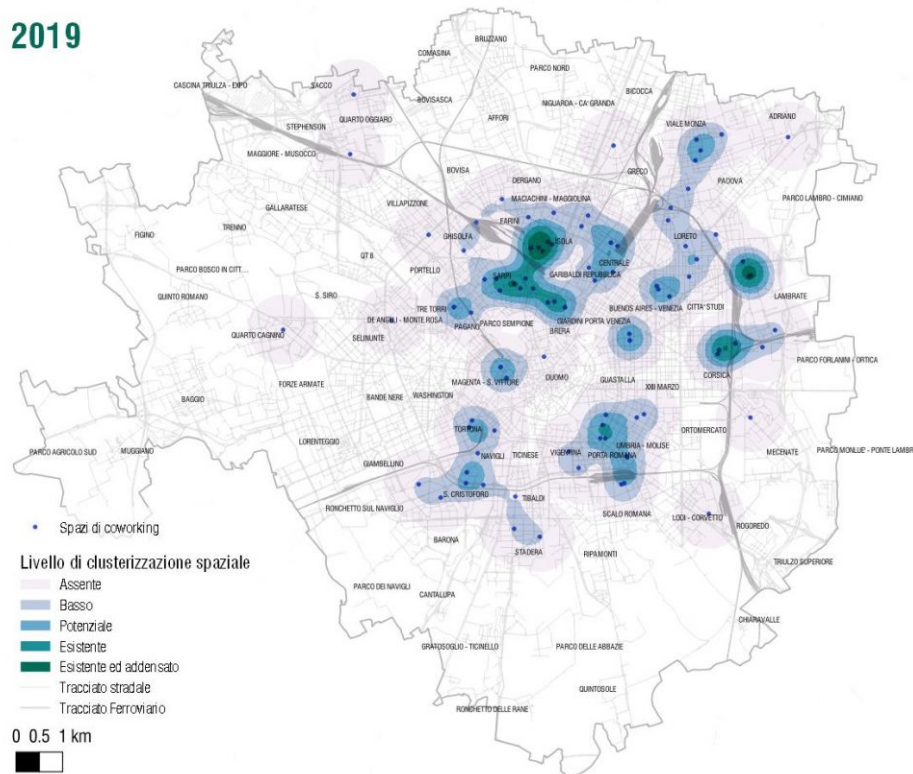 2019
BRUZZANO
COMASINA
PARCO NORD
CASCINA TRIULZA - EXPO
SACCO
BICOCCA
BOVISASCA
NIGUARDA - CA' GRANDA
QUARTO OGGIARO
AFFORI
ADRIANO
STEPHENSON
VIALE MONZA
MAGGIORE - MUSOCCO
BOVISA
GRECO
DERGANO
PADOVA
MACIACHINI - MAGGIOLINA
PARCO LAMBRO - CIMIANO
VILLAPIZZONE
GALLARATESE
FARINI
TRENNO
FIGINO
GHISOLFA
LORETO
ISOLA
QT 8
CENTRALE
PORTELLO
PARCO BOSCO IN CITT...
SARPI
GARIBALDI REPUBBLICA
QUINTO ROMANO
S. SIRO
LAMBRATE
TRE TORRI
BUENOS AIRES - VENEZIA
CITTA' STUDI
DE ANGELI - MONTE ROSA
PARCO SEMPIONE
GIARDINI PORTA VENEZIA
PAGANO
BRERA
QUARTO CAGNINO
SELINUNTE
PARCO FORLANINI - ORTICA
CORSICA
DUOMO
GUASTALLA
MAGENTA - S. VITTORE
FORZE ARMATE
XXII MARZO
WASHINGTON
BANDE NERE
BAGGIO
TORTONA
ORTOMERCATO
LORENTEGGIO
UMBRIA - MOLISE
PARCO AGRICOLO SUD
MUGGIANO
NAVIGLI
TICINESE
VIGENTINA
PORTA ROMANA
MECENATE
PARCO MONLUE' - PONTE LAMBR
GIAMBELLINO
S. CRISTOFORO
TIBALDI
RONCHETTO SUL NAVIGLIO
SCALO ROMANA
LODI - CORVETTO
ROGOREDO
Spazi di coworking
BARONA
STADERA
RIPAMONTI
TRIULZO SUPERIORE
Livello di clusterizzazione spaziale
Assente
PARCO DEI NAVIGLI
CANTALUPA
Basso
CHIARAVALLE
Potenziale
Esistente
GRATOSOGLIO - TICINELLO
PARCO DELLE ABBAZIE
Esistente ed addensato
Tracciato stradale
QUINTOSOLE
Tracciato Ferroviario
RONCHETTO DELLE RANE
0 0.5 1 km